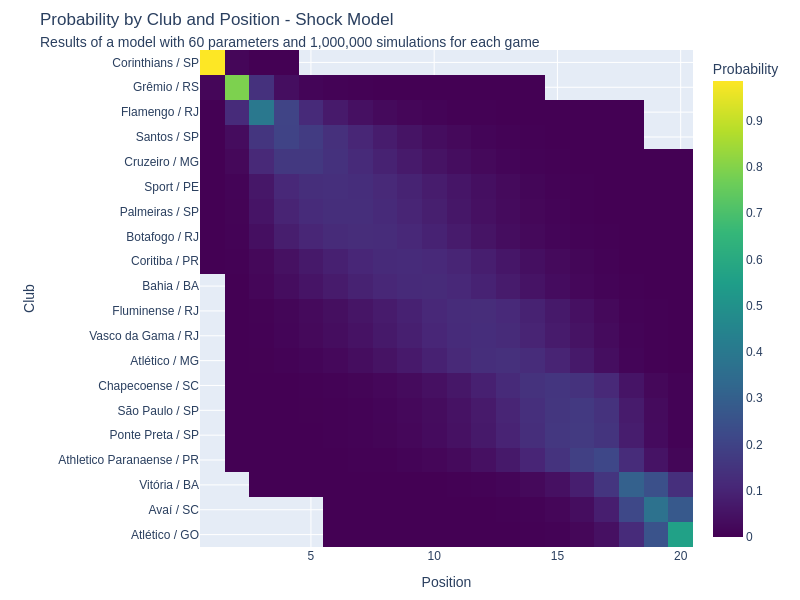 Probability by Club and Position - Shock Model
Results of a model with 60 parameters and 1,000,000 simulations for each game
Probability
Corinthians / SP
Grêmio / RS
Flamengo / RJ
Santos / SP
Cruzeiro / MG
Sport / PE
Palmeiras / SP
Botafogo / RJ
Coritiba / PR
Bahia / BA
Fluminense / RJ
Vasco da Gama / RJ
Atlético / MG
Chapecoense / SC
São Paulo / SP
Ponte Preta / SP
Athletico Paranaense / PR
Vitória / BA
Avaí / SC
Atlético / GO
Club
5
10
15
20
Position
0.9
0.8
0.7
0.6
0.5
0.4
0.3
0.2
0.1
0